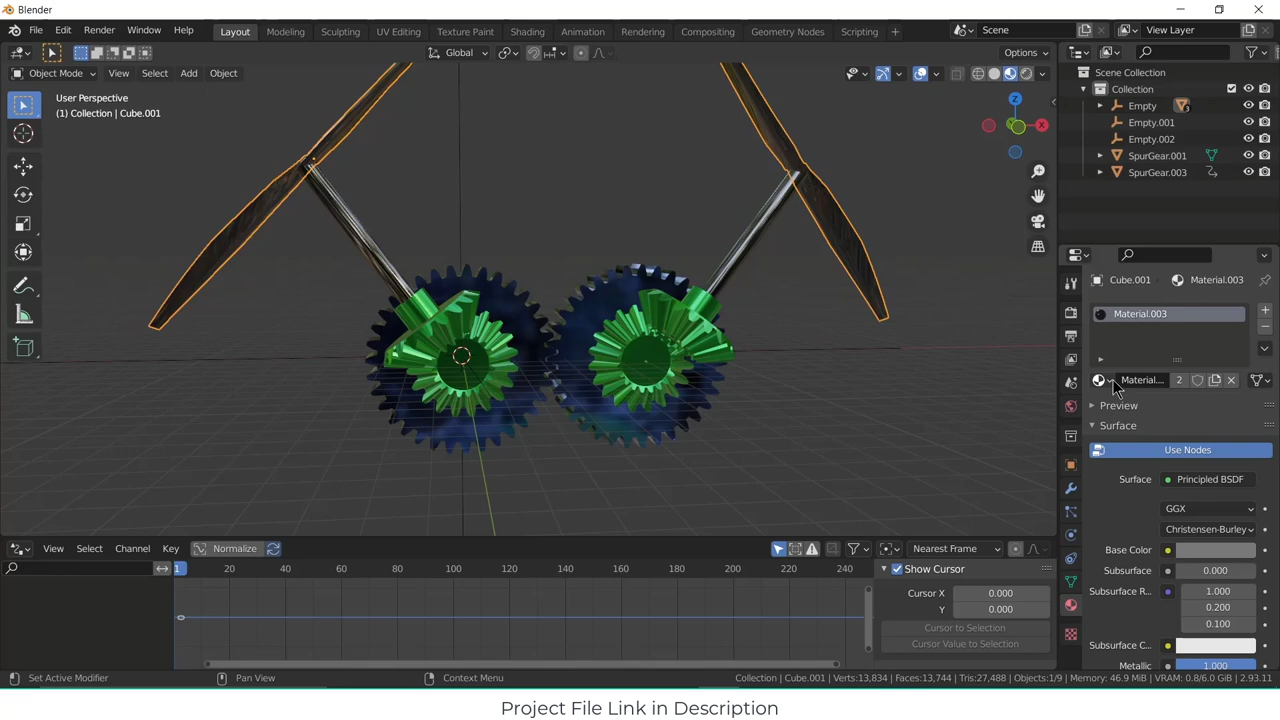 Blender
File Edit Render Window Help
Layout Modeling Sculpting UV Editing Texture Paint Shading Animation Rendering Compositing Geometry Nodes Scripting +
Scene
View Layer
Global
Options
Object Mode View Select Add Object
User Perspective
(1) Collection | Cube.001
Z
X
Scene Collection
Collection
Empty
3
Empty.001
Empty.002
SpurGear.001
SpurGear.003
Cube.001 Material.003
Material.003
Material.... 2
Preview
Surface
Use Nodes
Surface Principled BSDF
GGX
Christensen-Burley
Base Color
Subsurface 0.000
Subsurface R... 1.000
0.200
0.100
Subsurface C...
Metallic 1.000
View Select Channel Key Normalize Nearest Frame
1 20 40 60 80 100 120 140 160 180 200 220 240
Show Cursor
Cursor X 0.000
Y 0.000
Cursor to Selection
Cursor Value to Selection
Set Active Modifier Pan View Context Menu
Collection | Cube.001 | Verts:13,834 | Faces:13,744 | Tris:27,488 | Objects:1/9 | Memory: 46.9 MiB | VRAM: 0.8/6.0 GiB | 2.93.11
Project File Link in Description